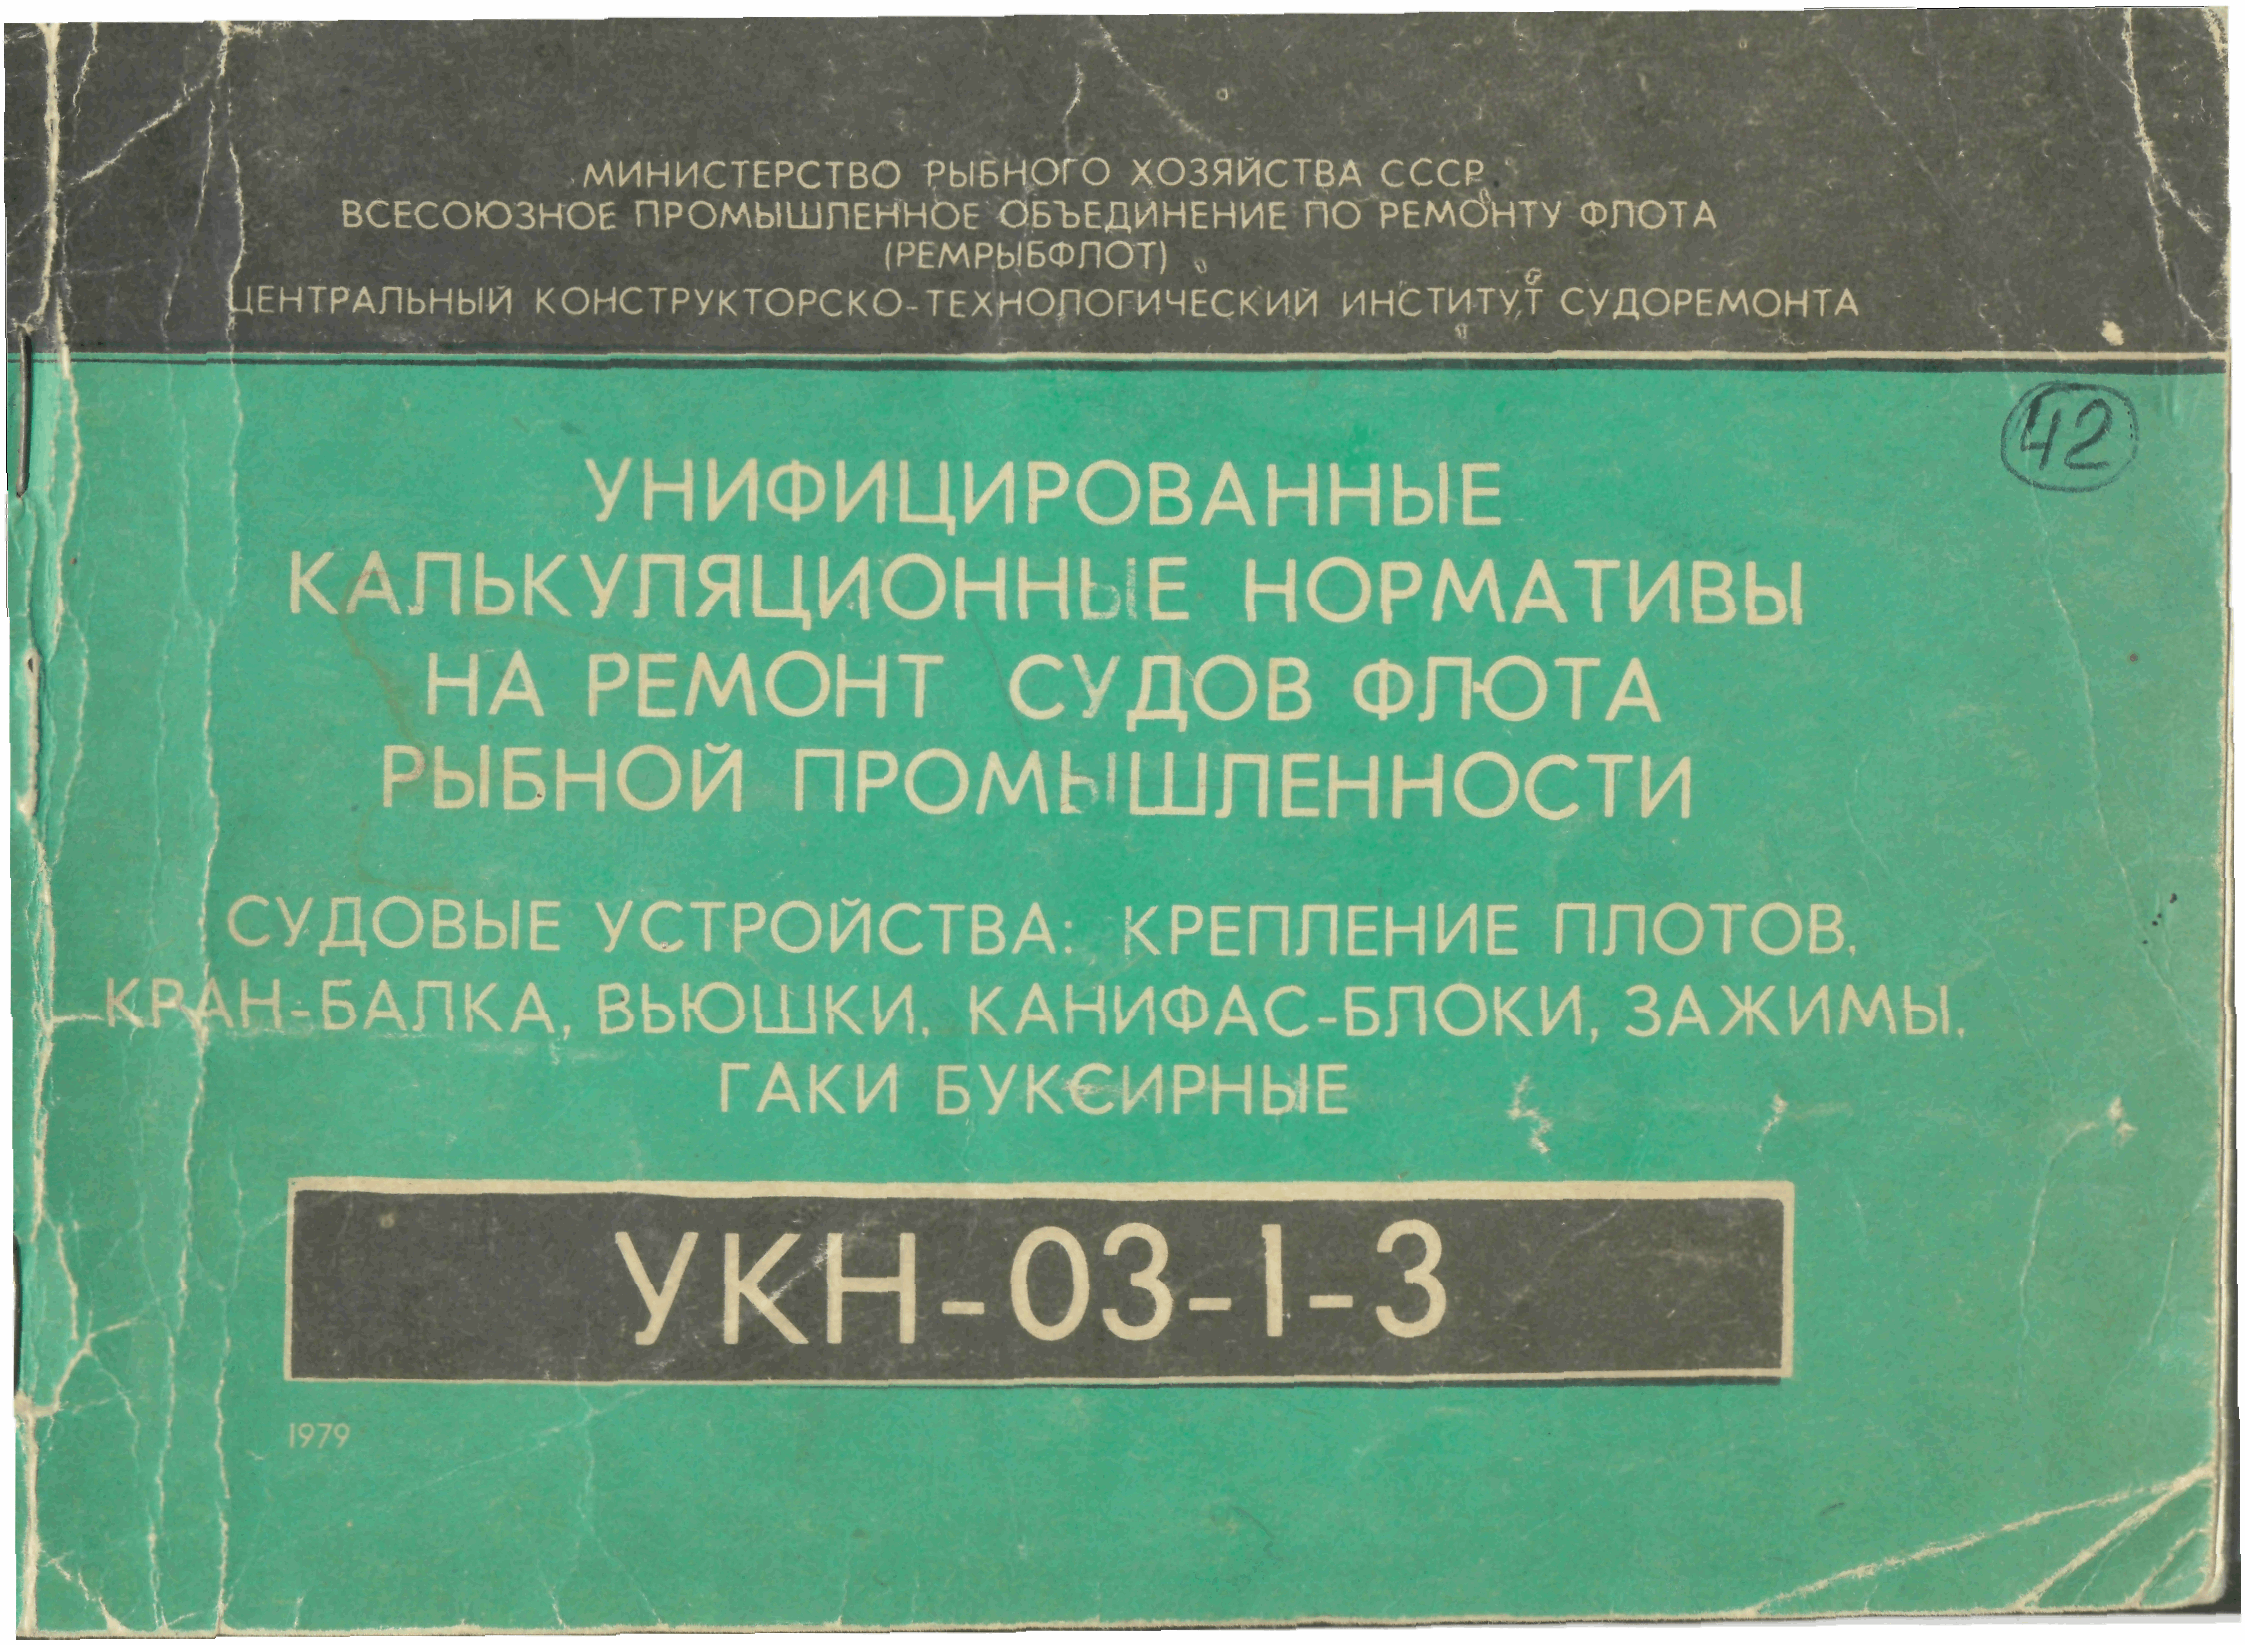 МИНИСТЕРСТВО РЫБНОГО ХОЗЯЙСТВА СССР
ВСЕСОЮЗНОЕ ПРОМЫШЛЕННОЕ ОБЪЕДИНЕНИЕ ПО РЕМОНТУ ФЛОТА
(РЕМРЫБФЛОТ)
ЦЕНТРАЛЬНЫЙ КОНСТРУКТОРСКО-ТЕХНОЛОГИЧЕСКИЙ ИНСТИТУТ СУДОРЕМОНТА
42
УНИФИЦИРОВАННЫЕ
КАЛЬКУЛЯЦИОННЫЕ НОРМАТИВЫ
НА РЕМОНТ СУДОВ ФЛОТА
РЫБНОЙ ПРОМЫШЛЕННОСТИ
СУДОВЫЕ УСТРОЙСТВА: КРЕПЛЕНИЕ ПЛОТОВ,
КРАН-БАЛКА, ВЬЮШКИ, КАНИФАС-БЛОКИ, ЗАЖИМЫ,
ГАКИ БУКСИРНЫЕ
УКН-03-1-3
1979